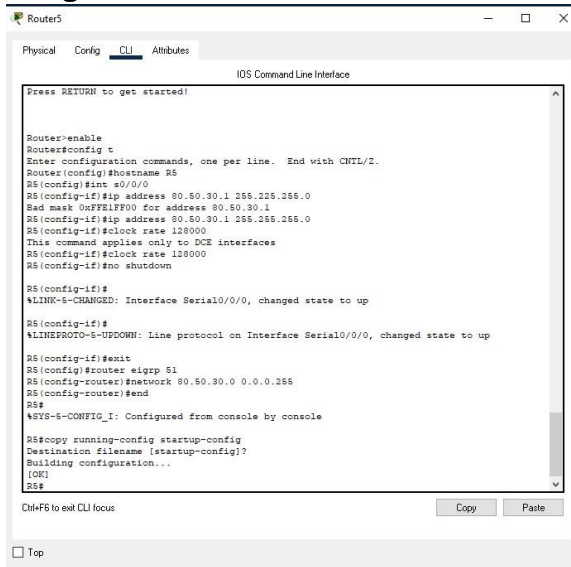 Router5
Physical Config CLI Attributes
IOS Command Line Interface
Press RETURN to get started!
Router>enable
Router#config t
Enter configuration commands, one per line. End with CNTL/Z.
Router(config)#hostname R5
R5(config)#int s0/0/0
R5(config-if)#ip address 80.50.30.1 255.225.255.0
Bad mask 0xFFE1FF00 for address 80.50.30.1
R5(config-if)#ip address 80.50.30.1 255.255.255.0
R5(config-if)#clock rate 128000
This command applies only to DCE interfaces
R5(config-if)#clock rate 128000
R5(config-if)#no shutdown
R5(config-if)#
%LINK-5-CHANGED: Interface Serial0/0/0, changed state to up
R5(config-if)#
%LINEPROTO-5-UPDOWN: Line protocol on Interface Serial0/0/0, changed state to up
R5(config-if)#exit
R5(config)#router eigrp 51
R5(config-router)#network 80.50.30.0 0.0.0.255
R5(config-router)#end
R5#
%SYS-5-CONFIG_I: Configured from console by console
R5#copy running-config startup-config
Destination filename [startup-config]?
Building configuration...
[OK]
R5#
Ctrl+F6 to exit CLI focus
Copy Paste
Top